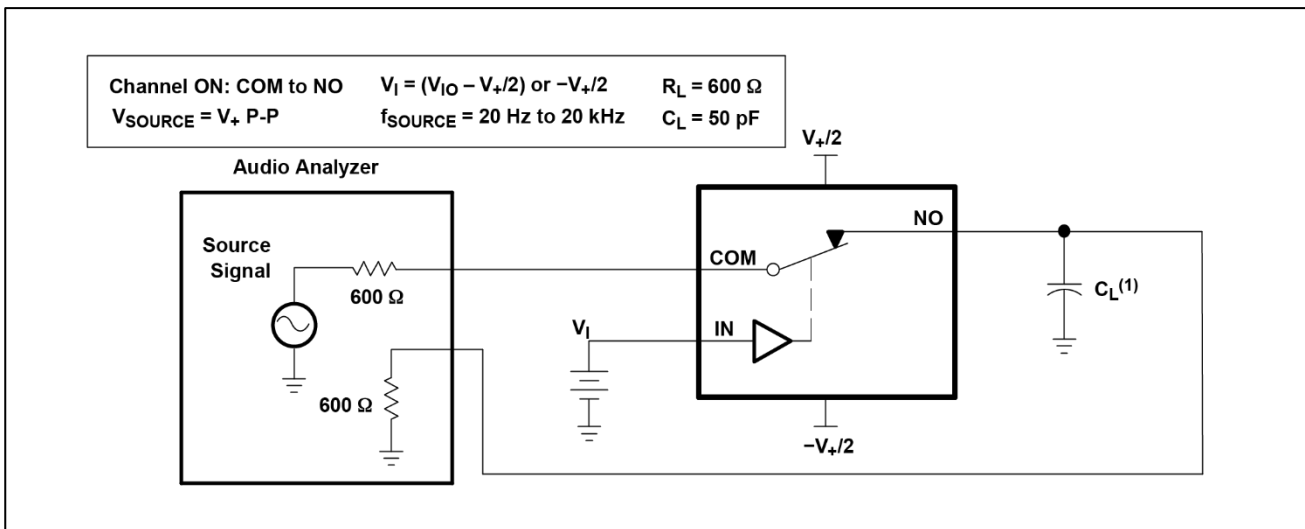 Channel ON: COM to NO V_I = (V_IO – V_+/2) or −V_+/2 R_L = 600 Ω
V_SOURCE = V_+ P-P f_SOURCE = 20 Hz to 20 kHz C_L = 50 pF
V_+/2
Audio Analyzer
NO
Source
Signal
COM
600 Ω
C_L^(1)
V_I
IN
600 Ω
−V_+/2